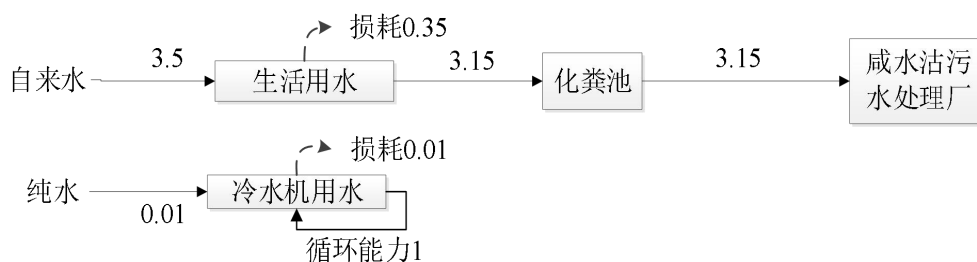 损耗0.35
自来水
3.5
生活用水
3.15
化粪池
3.15
咸水沽污
水处理厂
损耗0.01
纯水
0.01
冷水机用水
循环能力1